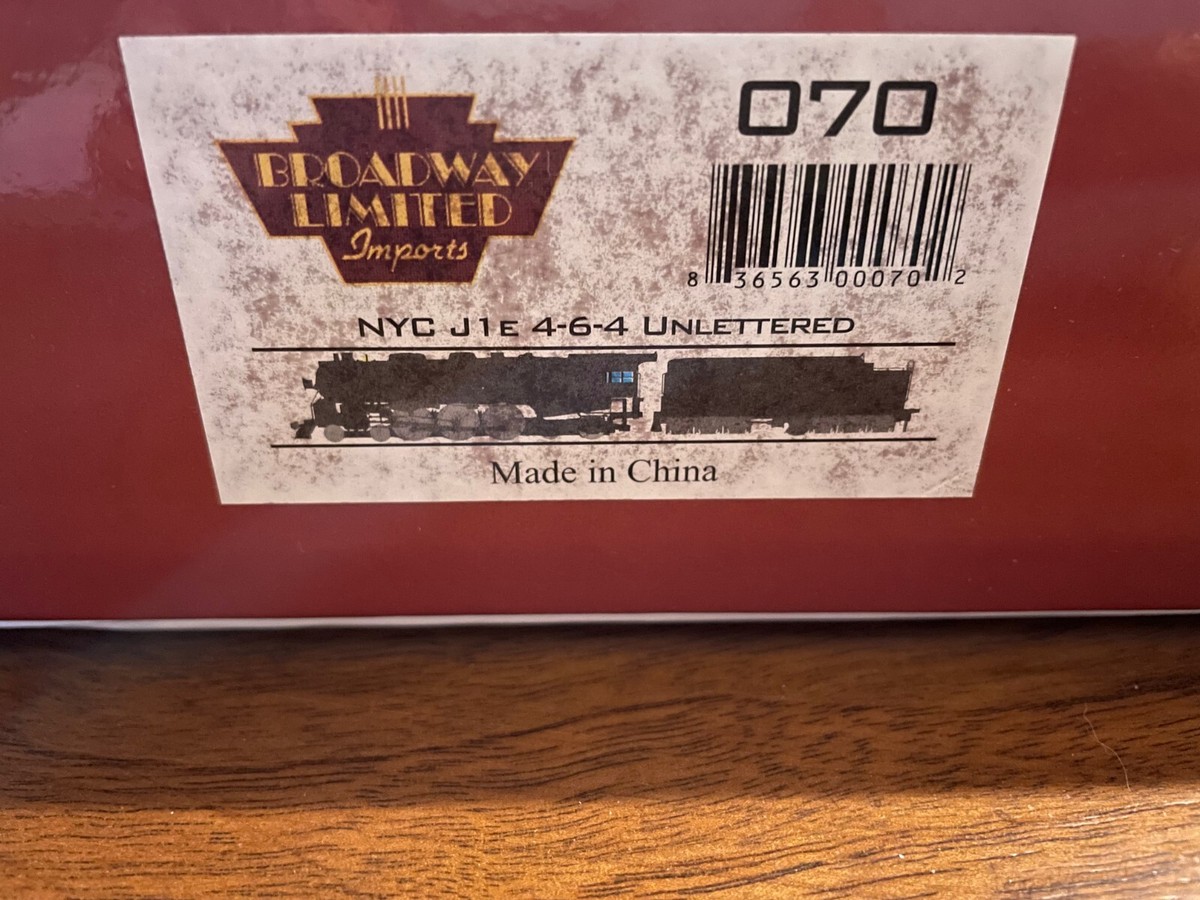 BROADWAY
LIMITED
Imports
070
8 36563 00070 2
NYC J1E 4-6-4 UNLETTERED
Made in China